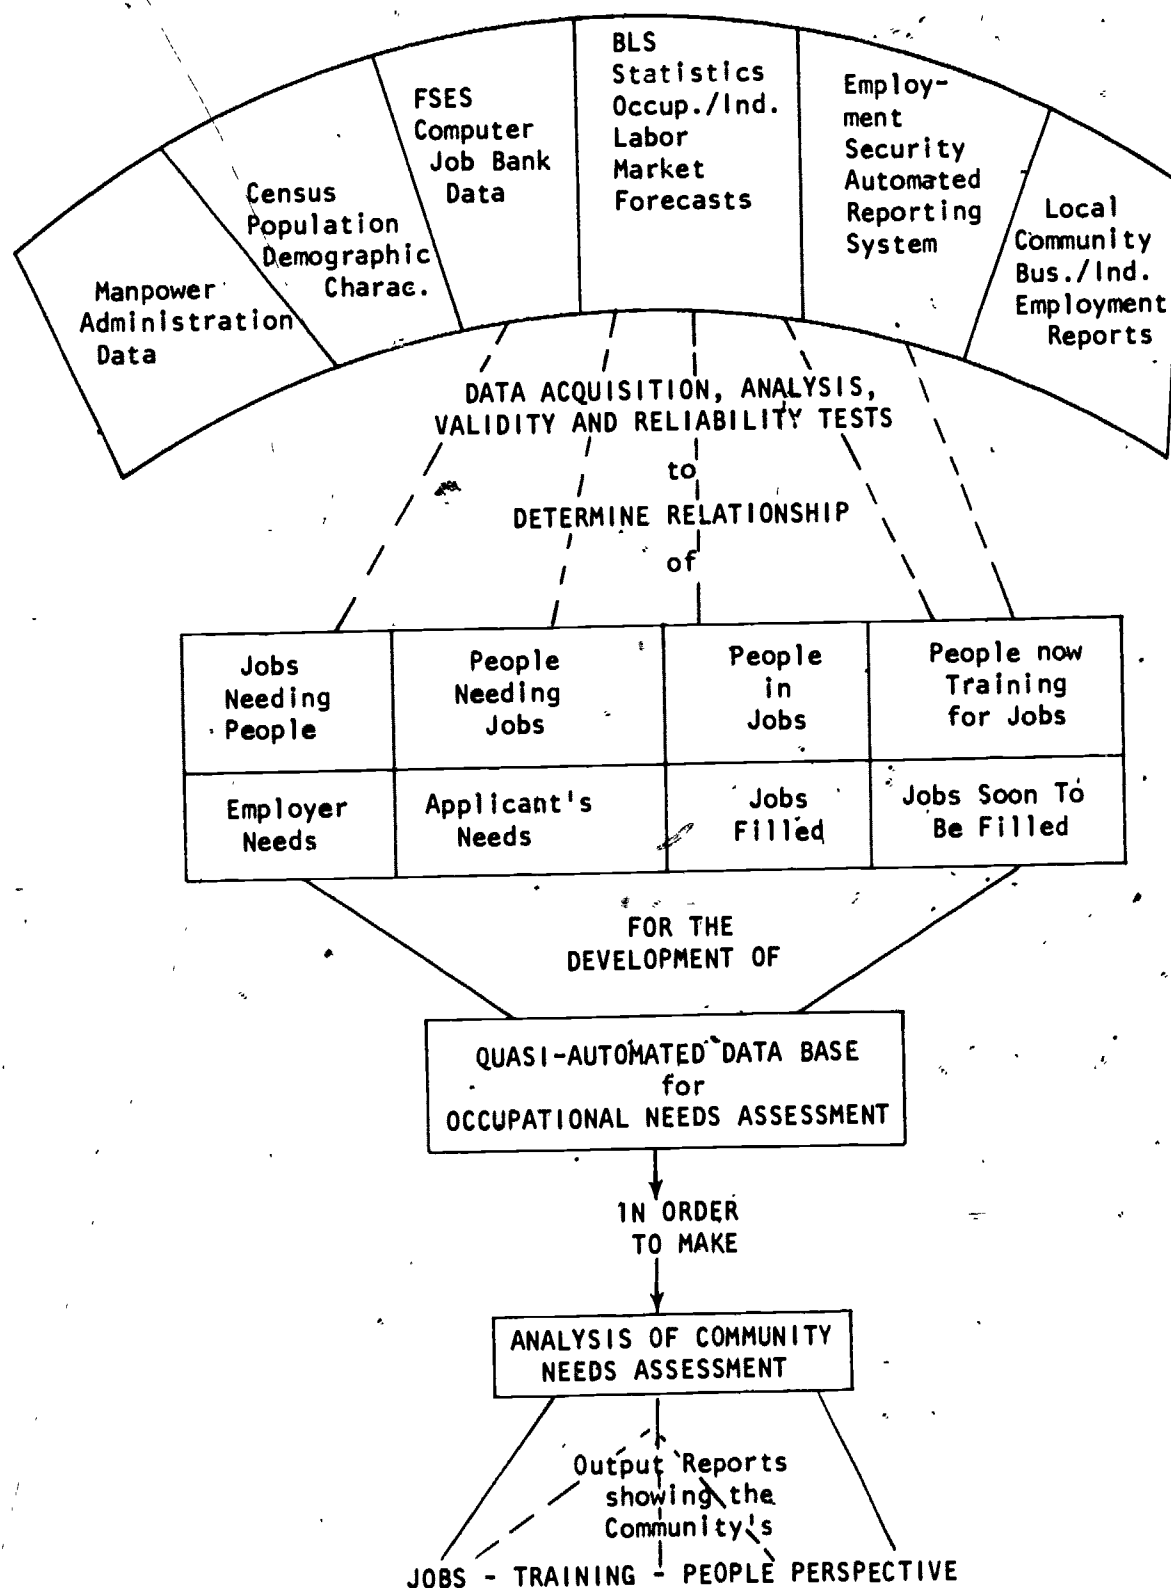 Manpower
Administration
Data
Census
Population
Demographic
Charac.
FSES
Computer
Job Bank
Data
BLS
Statistics
Occup./Ind.
Labor
Market
Forecasts
Employ-
ment
Security
Automated
Reporting
System
Local
Community
Bus./Ind.
Employment
Reports
DATA ACQUISITION, ANALYSIS,
VALIDITY AND RELIABILITY TESTS
to
DETERMINE RELATIONSHIP
of
Jobs
Needing
People
People
Needing
Jobs
People
in
Jobs
People now
Training
for Jobs
Employer
Needs
Applicant's
Needs
Jobs
Filled
Jobs Soon To
Be Filled
FOR THE
DEVELOPMENT OF
QUASI-AUTOMATED DATA BASE
for
OCCUPATIONAL NEEDS ASSESSMENT
IN ORDER
TO MAKE
ANALYSIS OF COMMUNITY
NEEDS ASSESSMENT
Output Reports
showing the
Community's
JOBS - TRAINING - PEOPLE PERSPECTIVE